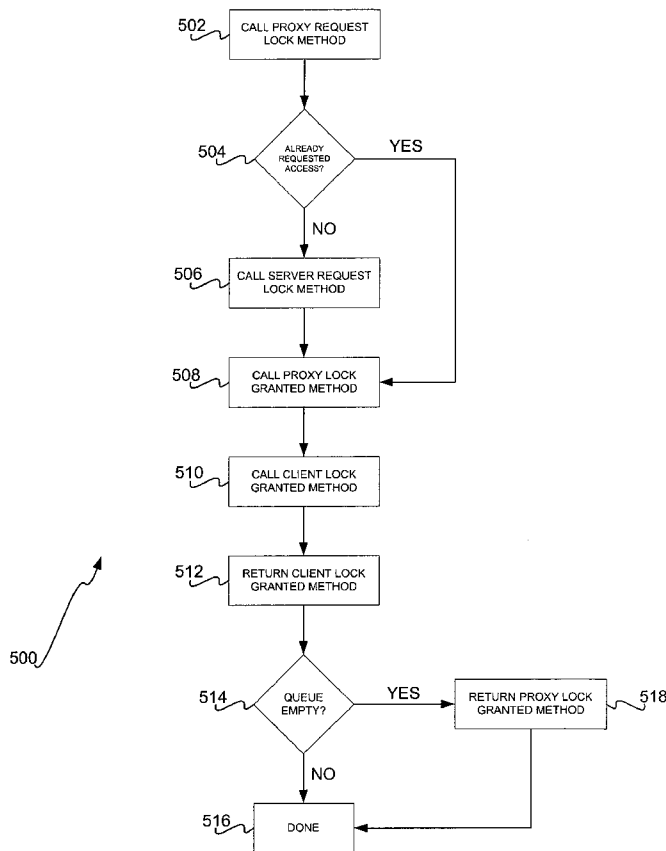 502
CALL PROXY REQUEST
LOCK METHOD
504
ALREADY
REQUESTED
ACCESS?
YES
NO
506
CALL SERVER REQUEST
LOCK METHOD
508
CALL PROXY LOCK
GRANTED METHOD
510
CALL CLIENT LOCK
GRANTED METHOD
512
RETURN CLIENT LOCK
GRANTED METHOD
500
514
QUEUE
EMPTY?
YES
RETURN PROXY LOCK
GRANTED METHOD
518
NO
516
DONE